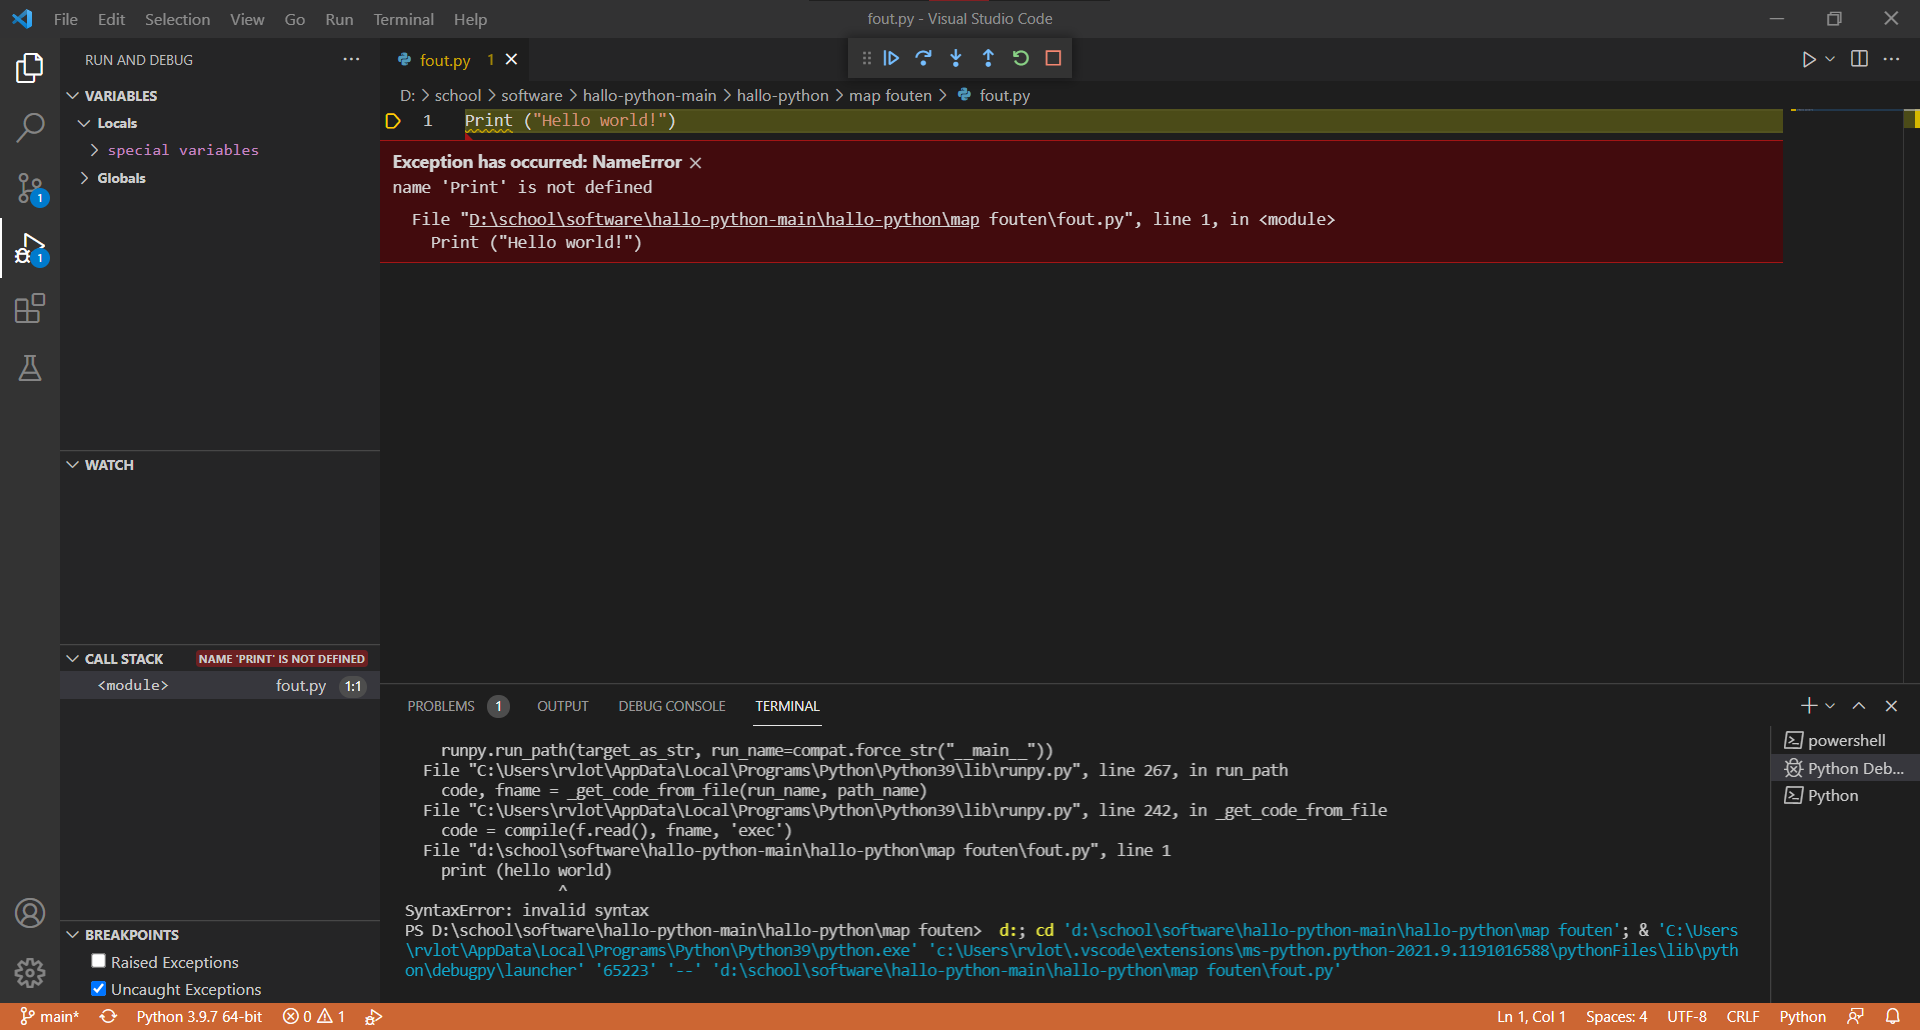 File Edit Selection View Go Run Terminal Help
fout.py - Visual Studio Code
RUN AND DEBUG
VARIABLES
Locals
special variables
Globals
WATCH
CALL STACK
NAME 'PRINT' IS NOT DEFINED
<module> fout.py 1:1
BREAKPOINTS
Raised Exceptions
Uncaught Exceptions
1
1
fout.py 1
D: > school > software > hallo-python-main > hallo-python > map fouten > fout.py
1 Print ("Hello world!")
Exception has occurred: NameError
name 'Print' is not defined
File "D:\school\software\hallo-python-main\hallo-python\map fouten\fout.py", line 1, in <module>
Print ("Hello world!")
PROBLEMS 1 OUTPUT DEBUG CONSOLE TERMINAL
runpy.run_path(target_as_str, run_name=compat.force_str("__main__"))
File "C:\Users\rvlot\AppData\Local\Programs\Python\Python39\lib\runpy.py", line 267, in run_path
code, fname = _get_code_from_file(run_name, path_name)
File "C:\Users\rvlot\AppData\Local\Programs\Python\Python39\lib\runpy.py", line 242, in _get_code_from_file
code = compile(f.read(), fname, 'exec')
File "d:\school\software\hallo-python-main\hallo-python\map fouten\fout.py", line 1
print (hello world)
^
SyntaxError: invalid syntax
PS D:\school\software\hallo-python-main\hallo-python\map fouten> d:; cd 'd:\school\software\hallo-python-main\hallo-python\map fouten'; & 'C:\Users
\rvlot\AppData\Local\Programs\Python\Python39\python.exe' 'c:\Users\rvlot\.vscode\extensions\ms-python.python-2021.9.1191016588\pythonFiles\lib\pyth
on\debugpy\launcher' '65223' '--' 'd:\school\software\hallo-python-main\hallo-python\map fouten\fout.py'
powershell
Python Deb...
Python
main* Python 3.9.7 64-bit 0 1
Ln 1, Col 1 Spaces: 4 UTF-8 CRLF Python